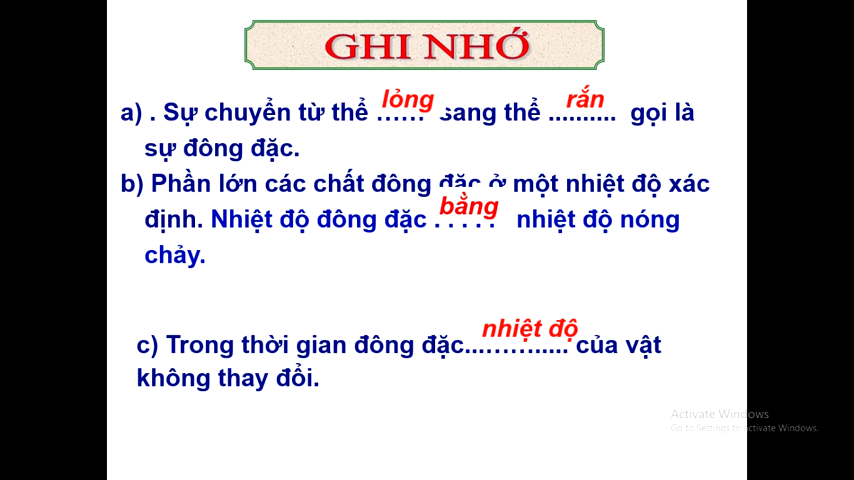 GHI NHỚ
a) . Sự chuyển từ thể ...lỏng... sang thể ...rắn... gọi là
sự đông đặc.
b) Phần lớn các chất đông đặc ở một nhiệt độ xác
định. Nhiệt độ đông đặc . . bằng . . . nhiệt độ nóng
chảy.
c) Trong thời gian đông đặc...nhiệt độ..... của vật
không thay đổi.
Activate Windows
Go to Settings to activate Windows.